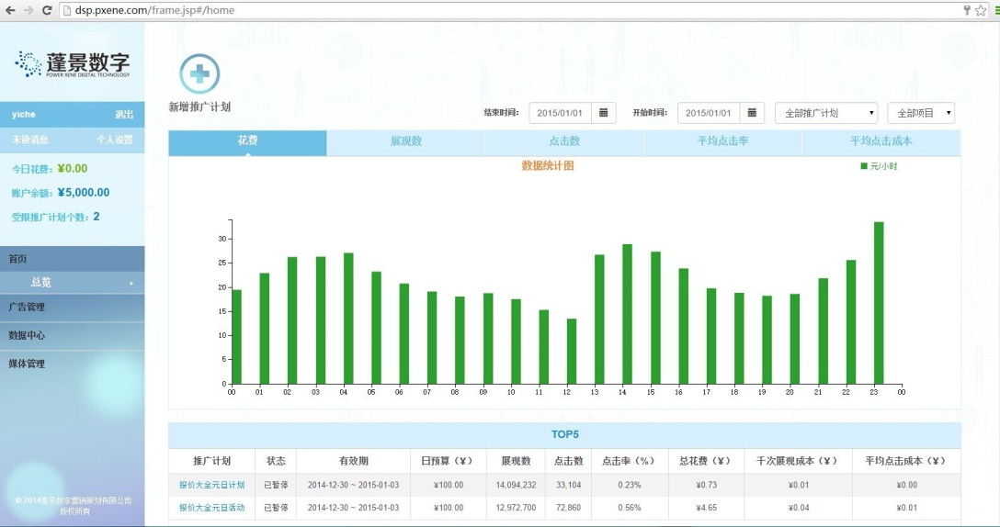 dsp.pxene.com/frame.jsp#/home
蓬景数字
POWER XENE DIGITAL TECHNOLOGY
yiche 退出
未读消息 个人设置
今日花费：¥0.00
账户余额：¥5,000.00
受限推广计划个数：2
首页
总览
广告管理
数据中心
媒体管理
© 2014蓬景数字营销策划有限公司
版权所有
新增推广计划
结束时间： 2015/01/01 开始时间： 2015/01/01 全部推广计划 全部项目
花费 展现数 点击数 平均点击率 平均点击成本
数据统计图
元/小时
30
25
20
15
10
5
0
00 01 02 03 04 05 06 07 08 09 10 11 12 13 14 15 16 17 18 19 20 21 22 23 00
TOP5
推广计划 状态 有效期 日预算（¥） 展现数 点击数 点击率（%） 总花费（¥） 千次展现成本（¥） 平均点击成本（¥）
报价大全元旦计划 已暂停 2014-12-30 ~ 2015-01-03 ¥100.00 14,094,232 33,104 0.23% ¥0.73 ¥0.01 ¥0.00
报价大全元旦活动 已暂停 2014-12-30 ~ 2015-01-03 ¥100.00 12,972,700 72,860 0.56% ¥4.65 ¥0.04 ¥0.01